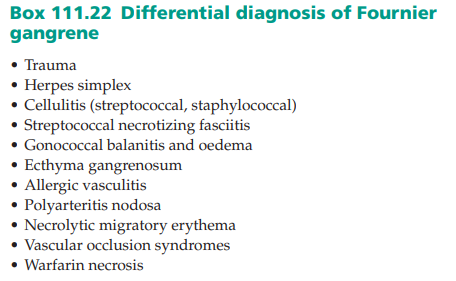 Box 111.22 Differential diagnosis of Fournier
gangrene
• Trauma
• Herpes simplex
• Cellulitis (streptococcal, staphylococcal)
• Streptococcal necrotizing fasciitis
• Gonococcal balanitis and oedema
• Ecthyma gangrenosum
• Allergic vasculitis
• Polyarteritis nodosa
• Necrolytic migratory erythema
• Vascular occlusion syndromes
• Warfarin necrosis